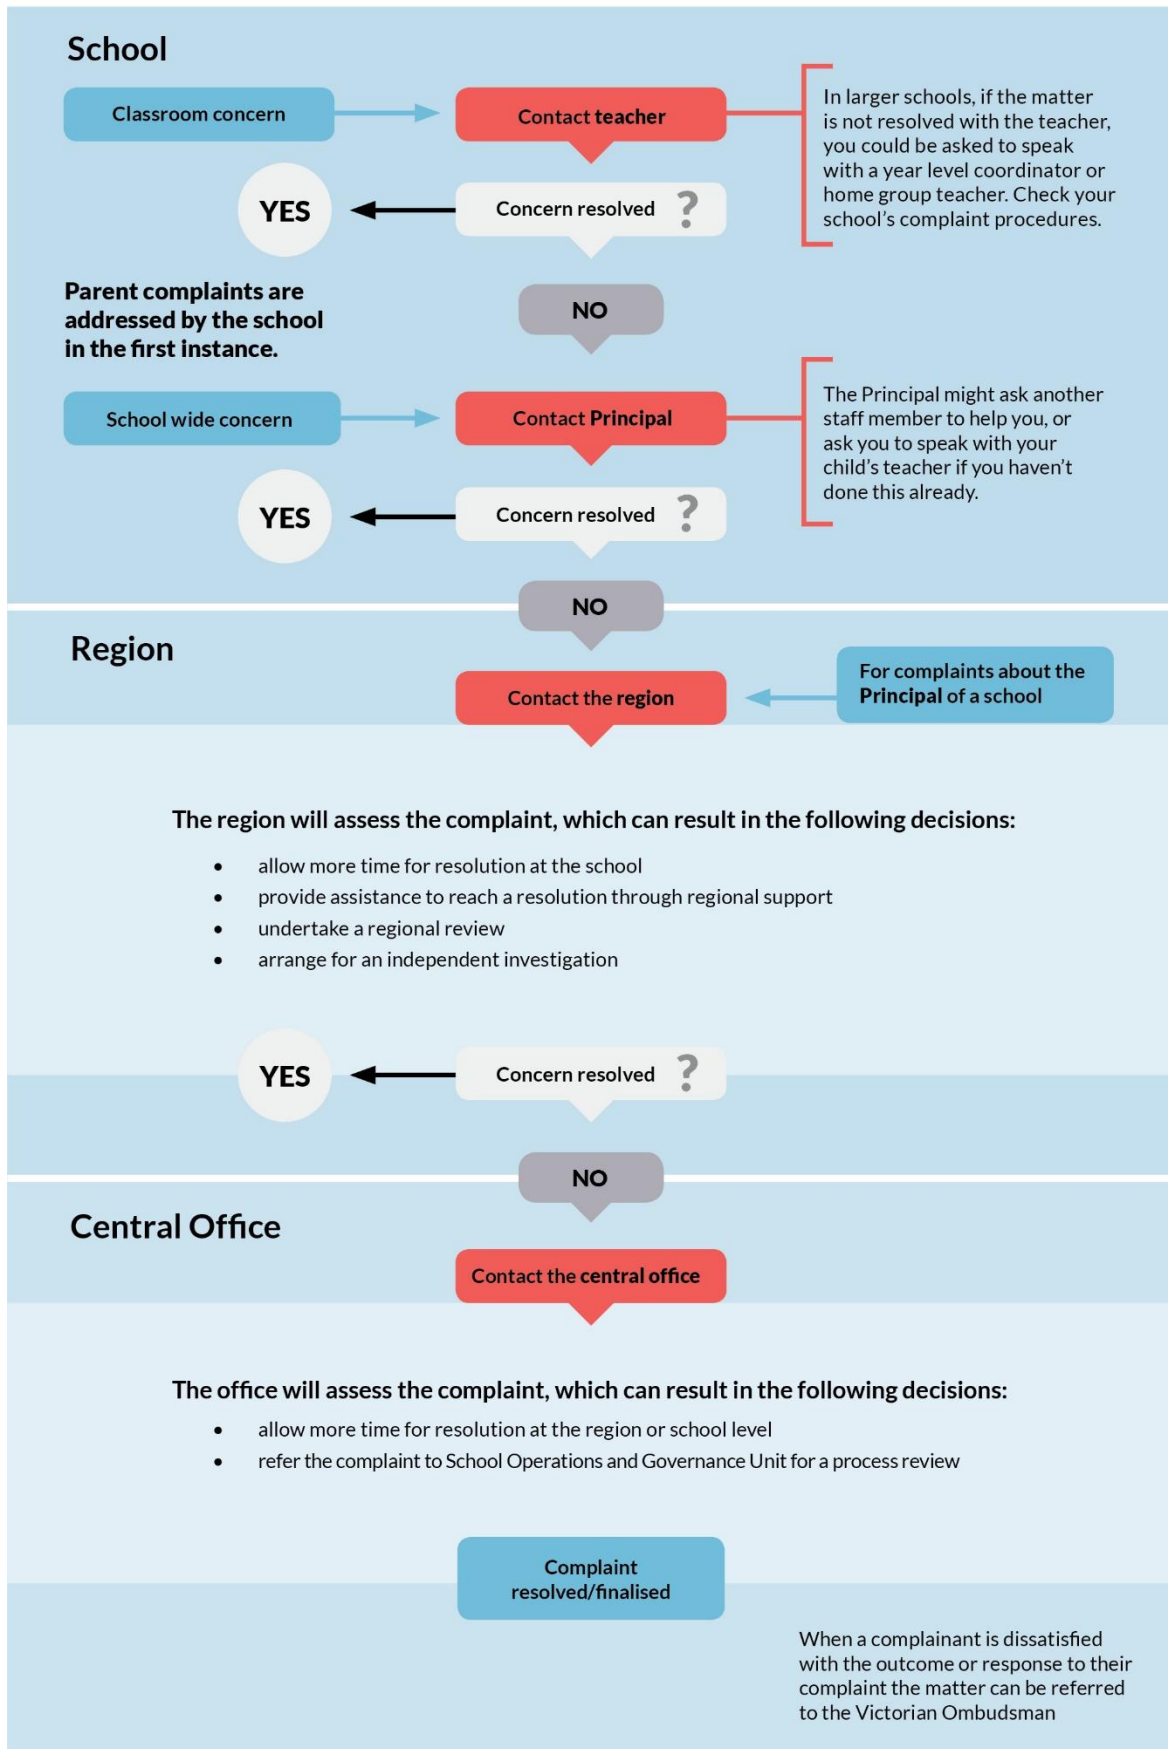 School
Classroom concern
Contact teacher
In larger schools, if the matter
is not resolved with the teacher,
you could be asked to speak
with a year level coordinator or
home group teacher. Check your
school’s complaint procedures.
YES
Concern resolved ?
NO
Parent complaints are
addressed by the school
in the first instance.
School wide concern
Contact Principal
The Principal might ask another
staff member to help you, or
ask you to speak with your
child’s teacher if you haven’t
done this already.
YES
Concern resolved ?
NO
Region
Contact the region
For complaints about the
Principal of a school
The region will assess the complaint, which can result in the following decisions:
• allow more time for resolution at the school
• provide assistance to reach a resolution through regional support
• undertake a regional review
• arrange for an independent investigation
YES
Concern resolved ?
NO
Central Office
Contact the central office
The office will assess the complaint, which can result in the following decisions:
• allow more time for resolution at the region or school level
• refer the complaint to School Operations and Governance Unit for a process review
Complaint
resolved/finalised
When a complainant is dissatisfied
with the outcome or response to their
complaint the matter can be referred
to the Victorian Ombudsman